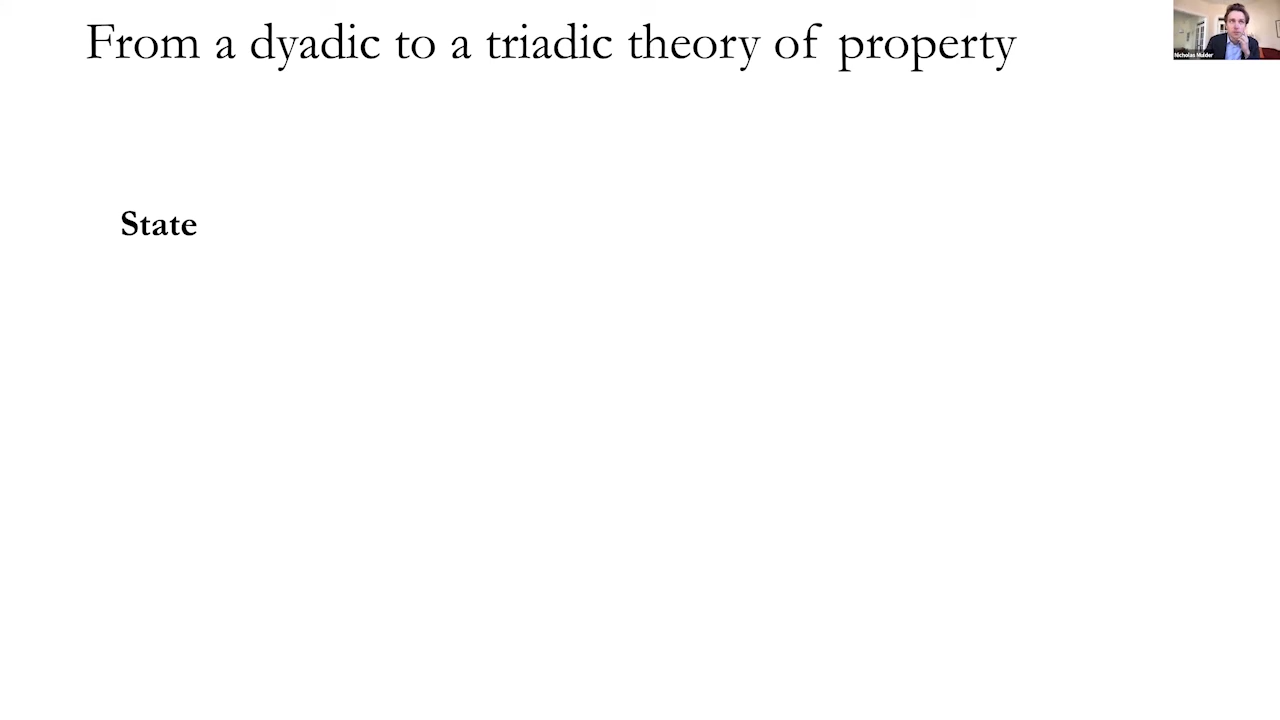 From a dyadic to a triadic theory of property
Nicholas Mulder
State